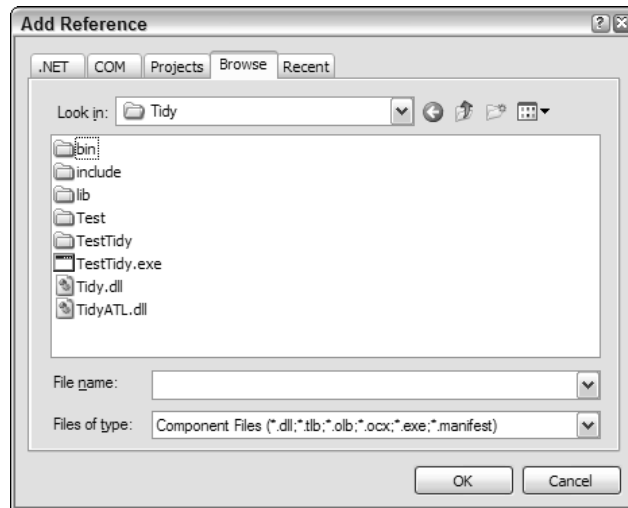 Add Reference
.NET COM Projects Browse Recent
Look in: Tidy
bin
include
lib
Test
TestTidy
TestTidy.exe
Tidy.dll
TidyATL.dll
File name:
Files of type: Component Files (*.dll;*.tlb;*.olb;*.ocx;*.exe;*.manifest)
OK Cancel